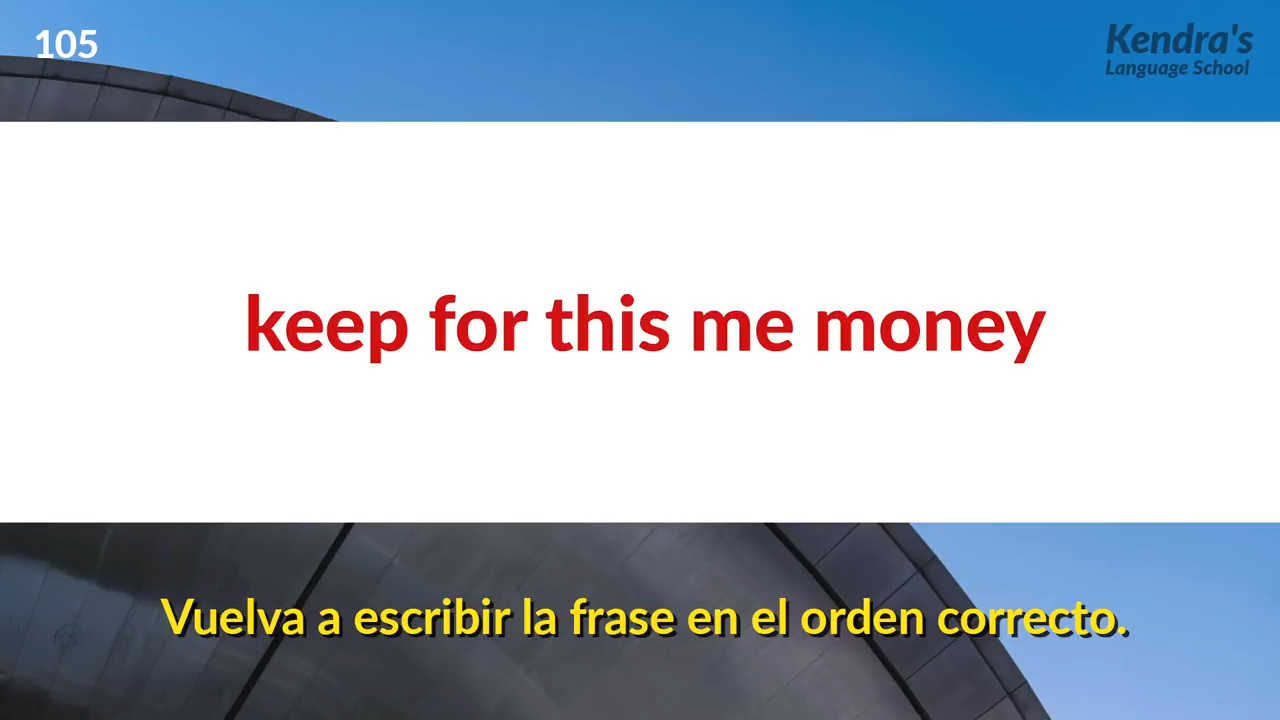 105
Kendra's
Language School
keep for this me money
Vuelva a escribir la frase en el orden correcto.